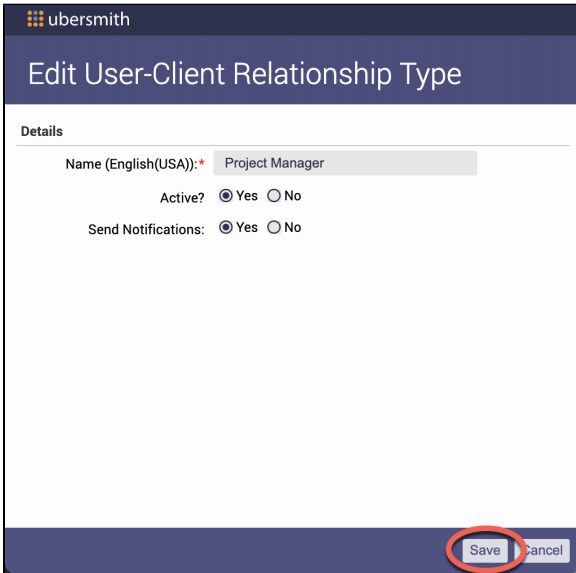 ubersmith
Edit User-Client Relationship Type
Details
Name (English(USA)):* Project Manager
Active? Yes No
Send Notifications: Yes No
Save Cancel